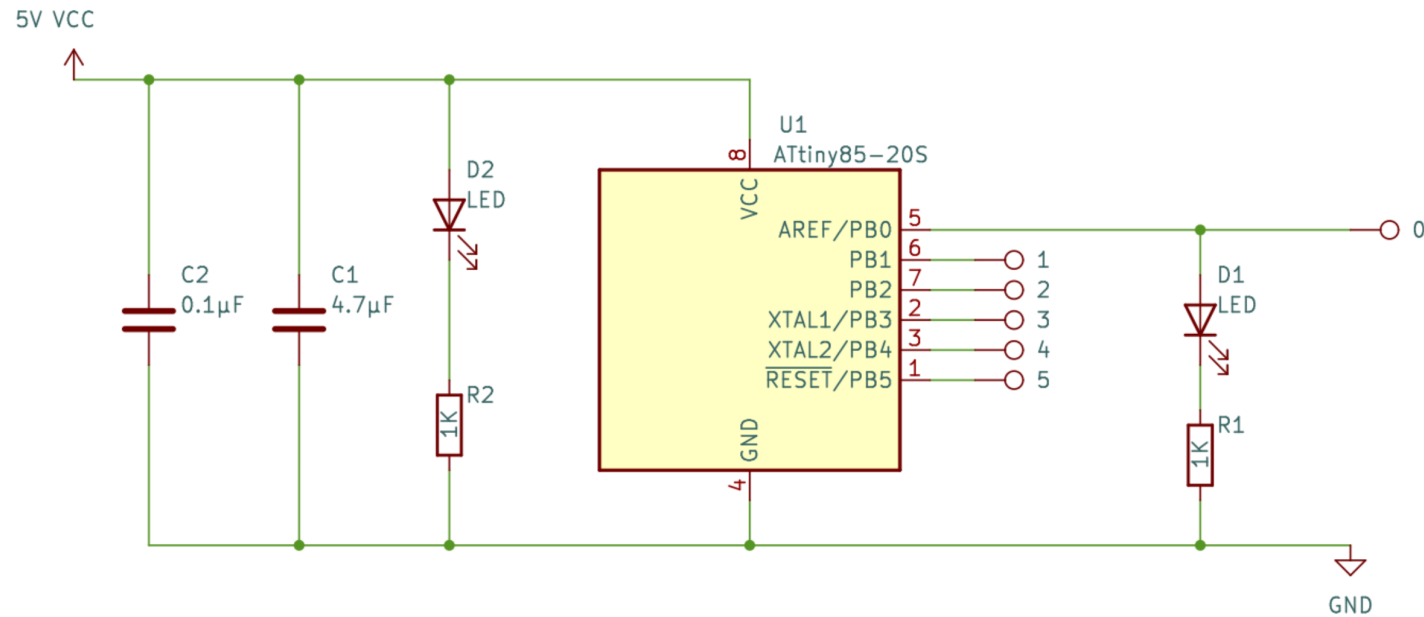 5V VCC
U1
ATtiny85-20S
8
VCC
D2
LED
AREF/PB0
5
0
PB1
6
1
PB2
7
2
XTAL1/PB3
2
3
XTAL2/PB4
3
4
RESET/PB5
1
5
C2
0.1µF
C1
4.7µF
D1
LED
R2
1K
GND
4
R1
1K
GND